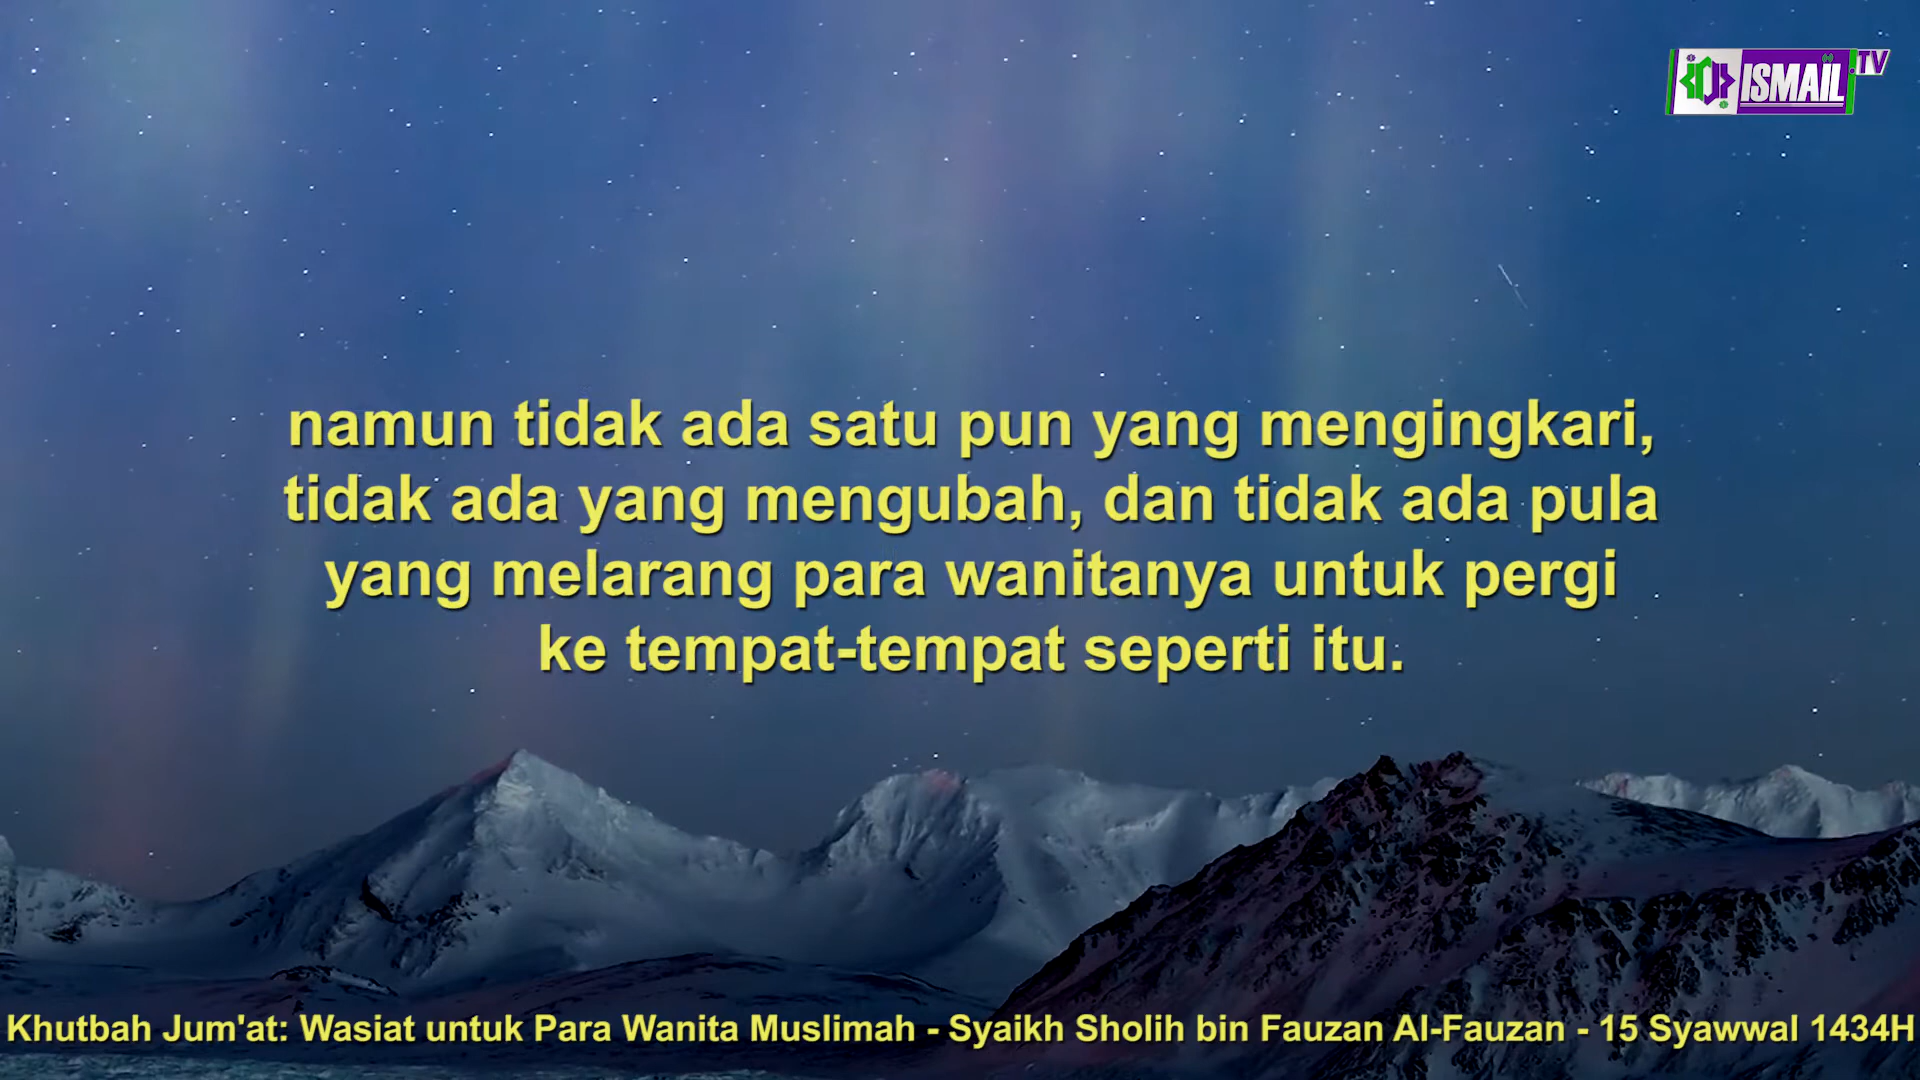 ISMAIL.TV
namun tidak ada satu pun yang mengingkari,
tidak ada yang mengubah, dan tidak ada pula
yang melarang para wanitanya untuk pergi
ke tempat-tempat seperti itu.
Khutbah Jum'at: Wasiat untuk Para Wanita Muslimah - Syaikh Sholih bin Fauzan Al-Fauzan - 15 Syawwal 1434H